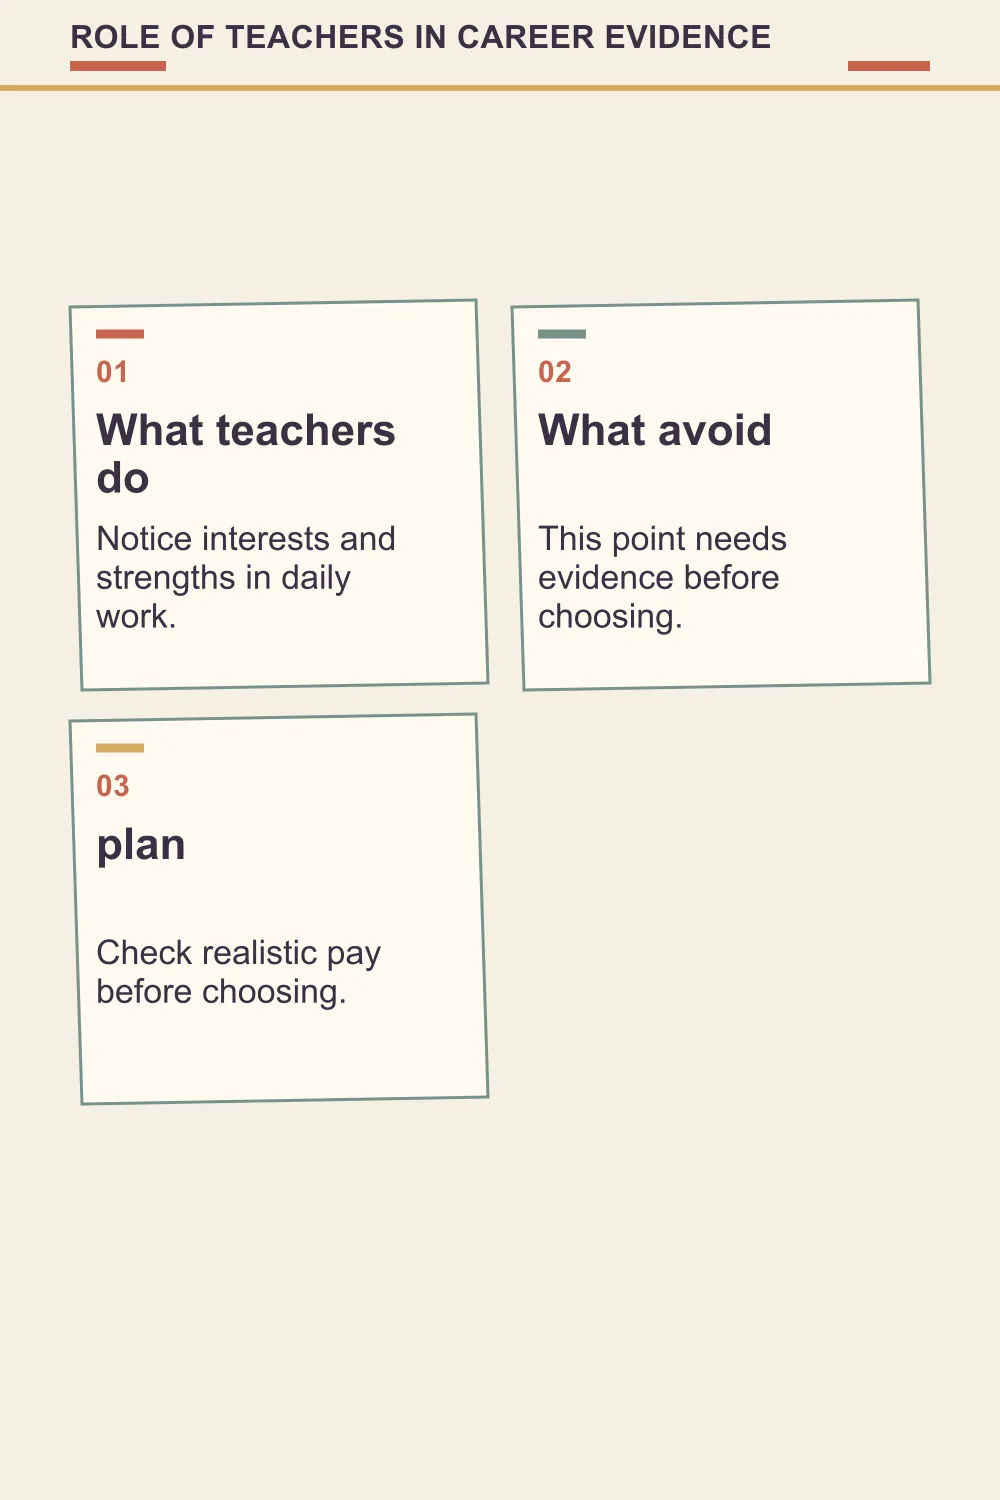 ROLE OF TEACHERS IN CAREER EVIDENCE
01
What teachers
do
Notice interests and
strengths in daily
work.
02
What avoid
This point needs
evidence before
choosing.
03
plan
Check realistic pay
before choosing.